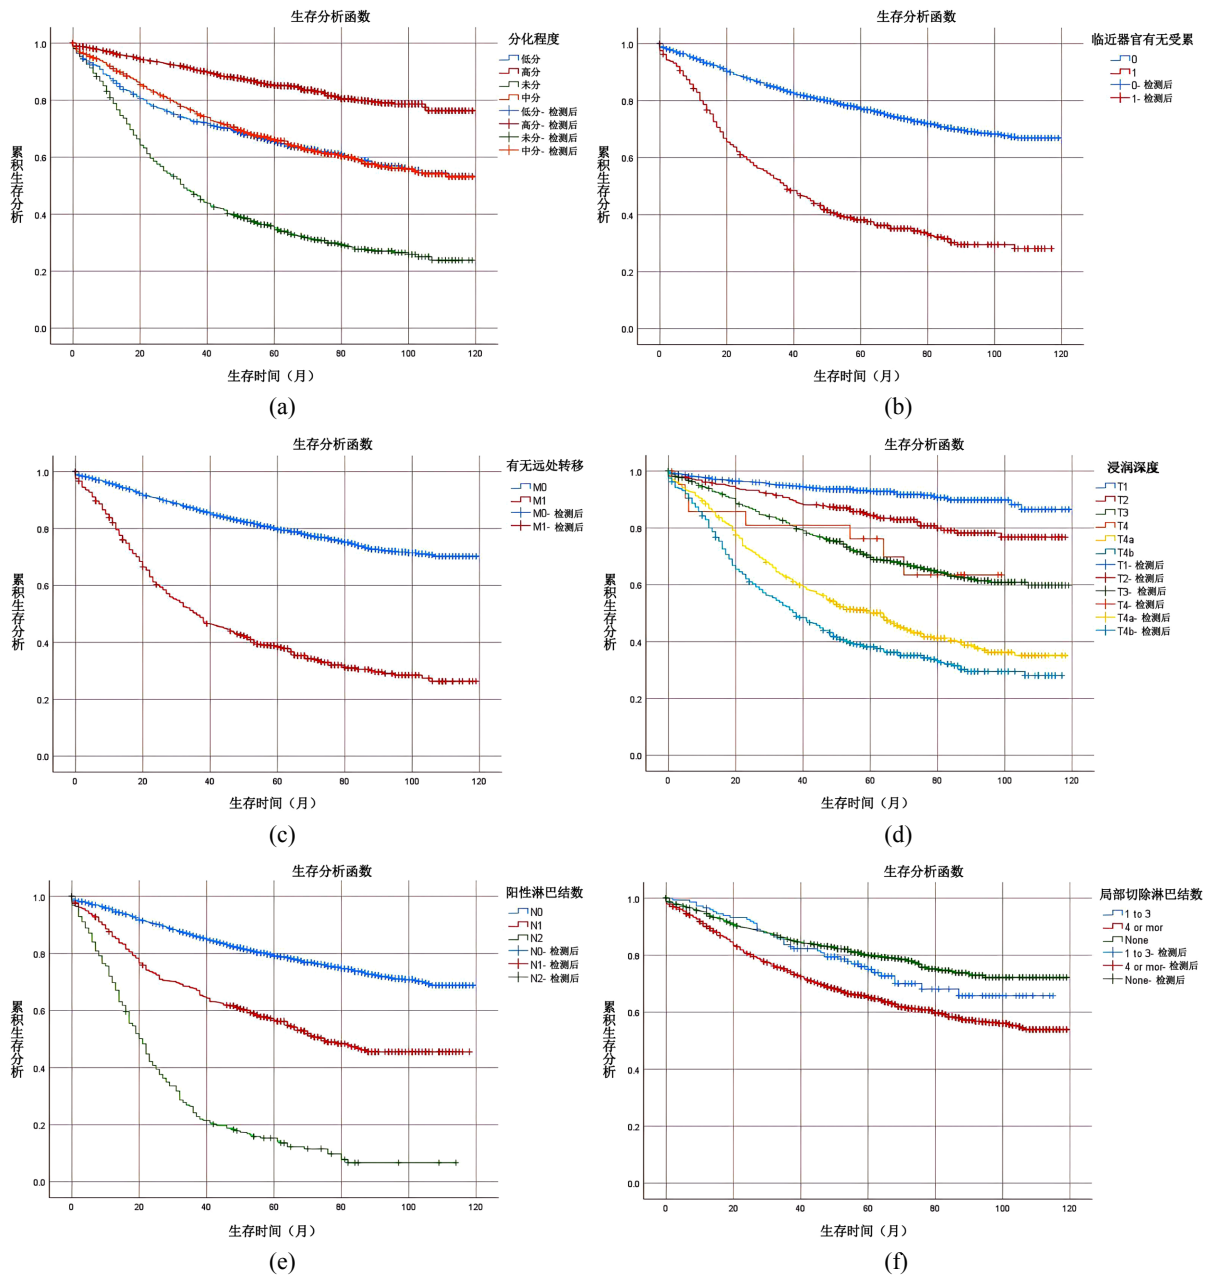 生存分析函数
分化程度
低分
高分
未分
中分
低分- 检测后
高分- 检测后
未分- 检测后
中分- 检测后
累积生存分析
1.0
0.8
0.6
0.4
0.2
0.0
0 20 40 60 80 100 120
生存时间（月）
(a)
生存分析函数
临近器官有无受累
0
1
0- 检测后
1- 检测后
累积生存分析
1.0
0.8
0.6
0.4
0.2
0.0
0 20 40 60 80 100 120
生存时间（月）
(b)
生存分析函数
有无远处转移
M0
M1
M0- 检测后
M1- 检测后
累积生存分析
1.0
0.8
0.6
0.4
0.2
0.0
0 20 40 60 80 100 120
生存时间（月）
(c)
生存分析函数
浸润深度
T1
T2
T3
T4
T4a
T4b
T1- 检测后
T2- 检测后
T3- 检测后
T4- 检测后
T4a- 检测后
T4b- 检测后
累积生存分析
1.0
0.8
0.6
0.4
0.2
0.0
0 20 40 60 80 100 120
生存时间（月）
(d)
生存分析函数
阳性淋巴结数
N0
N1
N2
N0- 检测后
N1- 检测后
N2- 检测后
累积生存分析
1.0
0.8
0.6
0.4
0.2
0.0
0 20 40 60 80 100 120
生存时间（月）
(e)
生存分析函数
局部切除淋巴结数
1 to 3
4 or mor
None
1 to 3- 检测后
4 or mor- 检测后
None- 检测后
累积生存分析
1.0
0.8
0.6
0.4
0.2
0.0
0 20 40 60 80 100 120
生存时间（月）
(f)